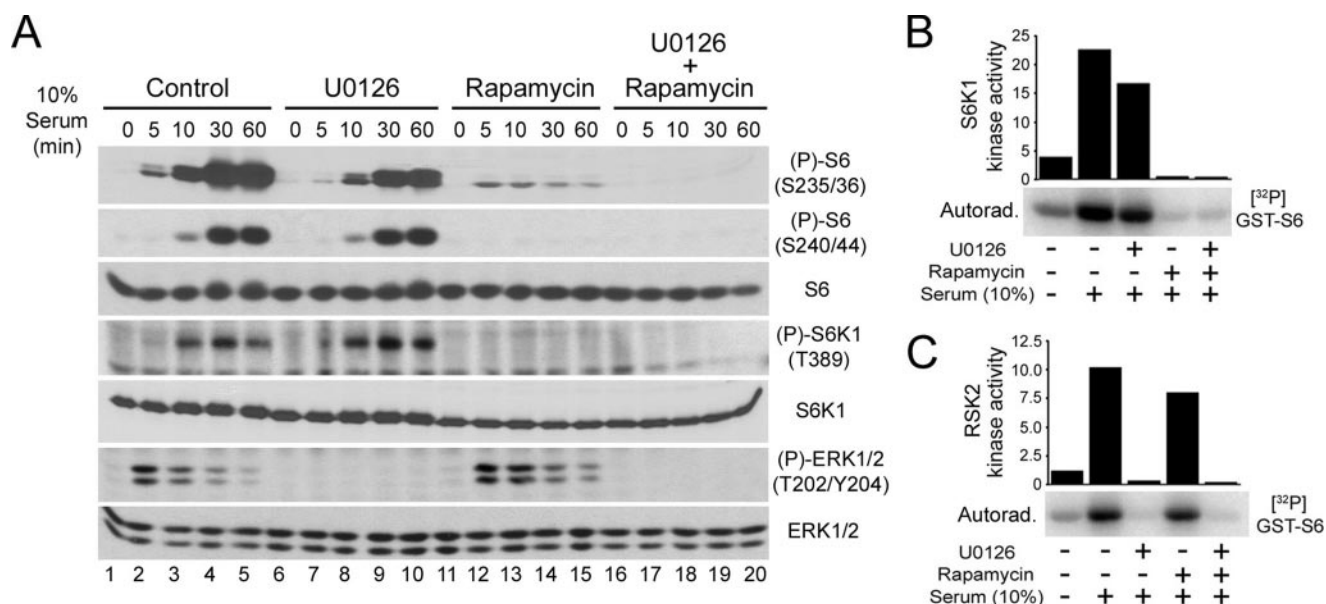 A
10%
Serum
(min)
Control
U0126
Rapamycin
U0126
+
Rapamycin
0 5 10 30 60 0 5 10 30 60 0 5 10 30 60 0 5 10 30 60
(P)-S6
(S235/36)
(P)-S6
(S240/44)
S6
(P)-S6K1
(T389)
S6K1
(P)-ERK1/2
(T202/Y204)
ERK1/2
1 2 3 4 5 6 7 8 9 10 11 12 13 14 15 16 17 18 19 20
B
S6K1
kinase activity
25
20
15
10
5
0
Autorad.
[³²P]
GST-S6
U0126 - - + - +
Rapamycin - - - + +
Serum (10%) - + + + +
C
RSK2
kinase activity
12.5
10.0
7.5
5.0
2.5
0
Autorad.
[³²P]
GST-S6
U0126 - - + - +
Rapamycin - - - + +
Serum (10%) - + + + +